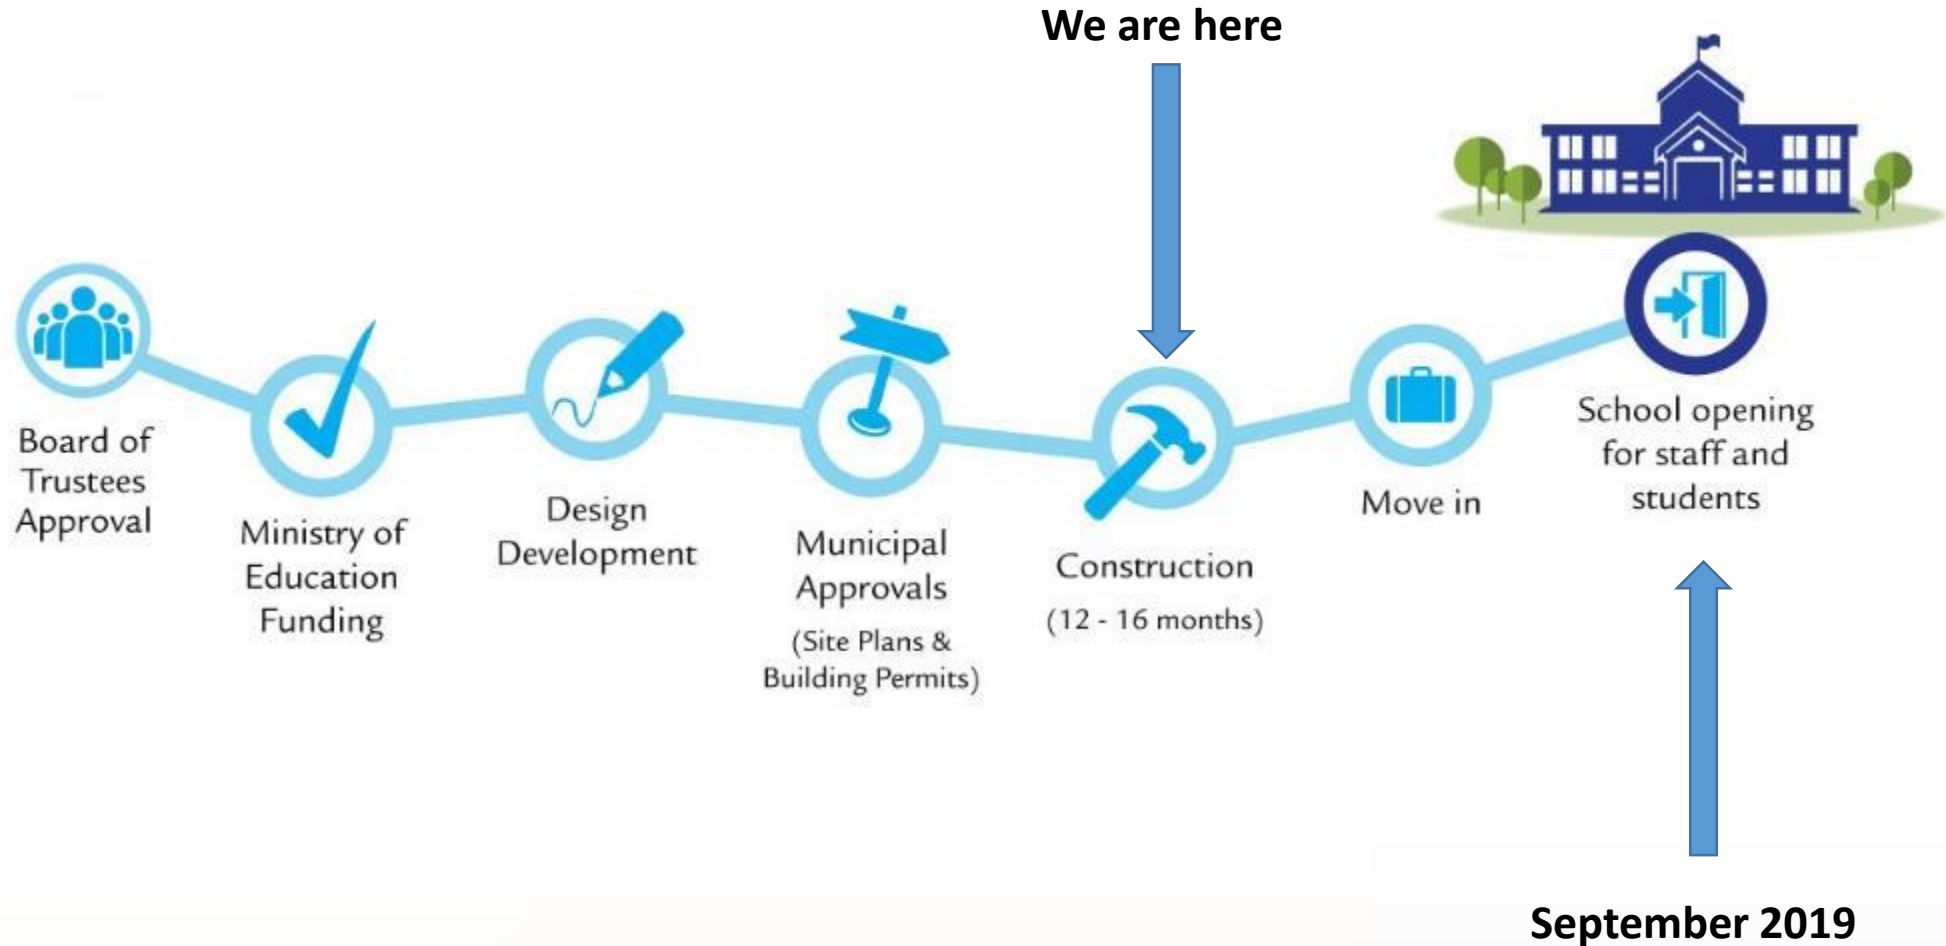 We are here
Board of
Trustees
Approval
Ministry of
Education
Funding
Design
Development
Municipal
Approvals
(Site Plans &
Building Permits)
Construction
(12 - 16 months)
Move in
School opening
for staff and
students
September 2019